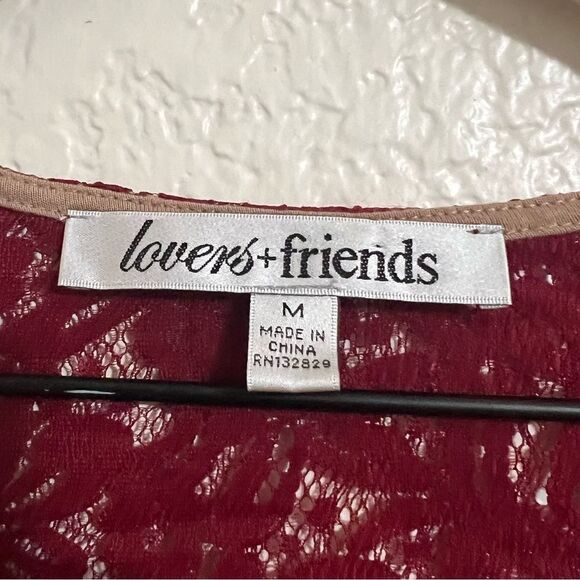 lovers+friends
M
MADE IN
CHINA
RN132829